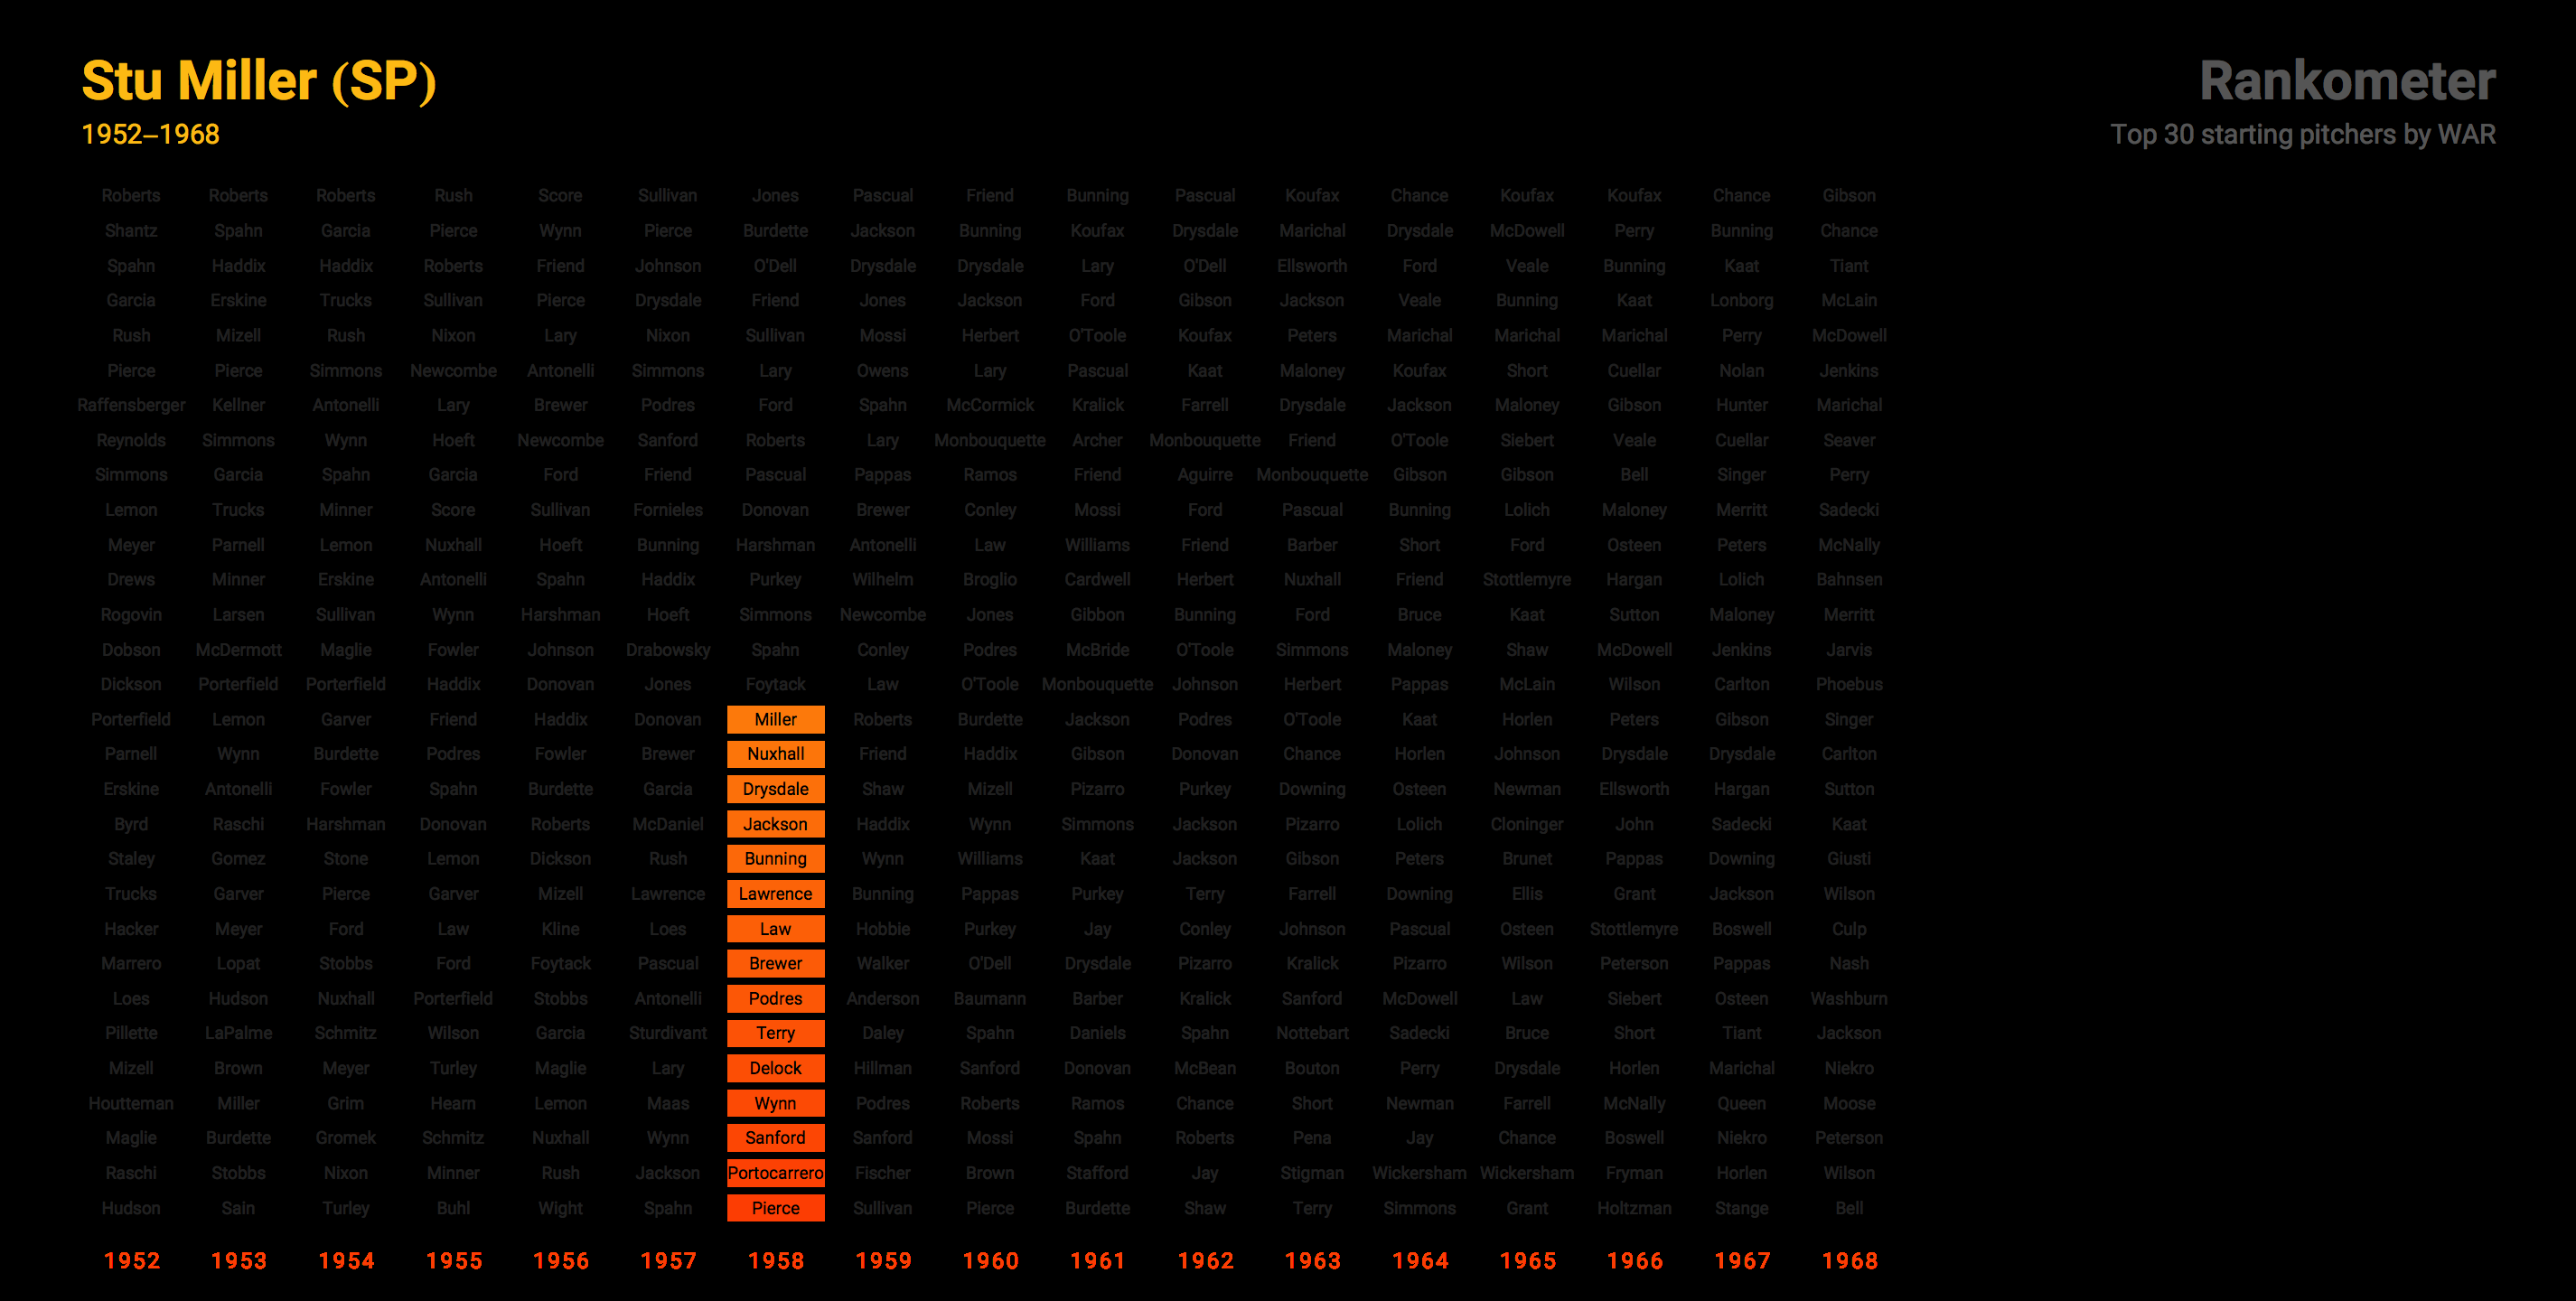 Stu Miller (SP)
1952–1968
Rankometer
Top 30 starting pitchers by WAR
Roberts Roberts Roberts Rush Score Sullivan Jones Pascual Friend Bunning Pascual Koufax Chance Koufax Koufax Chance Gibson
Shantz Spahn Garcia Pierce Wynn Pierce Burdette Jackson Bunning Koufax Drysdale Marichal Drysdale McDowell Perry Bunning Chance
Spahn Haddix Haddix Roberts Friend Johnson O'Dell Drysdale Drysdale Lary O'Dell Ellsworth Ford Veale Bunning Kaat Tiant
Garcia Erskine Trucks Sullivan Pierce Drysdale Friend Jones Jackson Ford Gibson Jackson Veale Bunning Kaat Lonborg McLain
Rush Mizell Rush Nixon Lary Nixon Sullivan Mossi Herbert O'Toole Koufax Peters Marichal Marichal Marichal Perry McDowell
Pierce Pierce Simmons Newcombe Antonelli Simmons Lary Owens Lary Pascual Kaat Maloney Koufax Short Cuellar Nolan Jenkins
Raffensberger Kellner Antonelli Lary Brewer Podres Ford Spahn McCormick Kralick Farrell Drysdale Jackson Maloney Gibson Hunter Marichal
Reynolds Simmons Wynn Hoeft Newcombe Sanford Roberts Lary Monbouquette Archer Monbouquette Friend O'Toole Siebert Veale Cuellar Seaver
Simmons Garcia Spahn Garcia Ford Friend Pascual Pappas Ramos Friend Aguirre Monbouquette Gibson Gibson Bell Singer Perry
Lemon Trucks Minner Score Sullivan Fornieles Donovan Brewer Conley Mossi Ford Pascual Bunning Lolich Maloney Merritt Sadecki
Meyer Parnell Lemon Nuxhall Hoeft Bunning Harshman Antonelli Law Williams Friend Barber Short Ford Osteen Peters McNally
Drews Minner Erskine Antonelli Spahn Haddix Purkey Wilhelm Broglio Cardwell Herbert Nuxhall Friend Stottlemyre Hargan Lolich Bahnsen
Rogovin Larsen Sullivan Wynn Harshman Hoeft Simmons Newcombe Jones Gibbon Bunning Ford Bruce Kaat Sutton Maloney Merritt
Dobson McDermott Maglie Fowler Johnson Drabowsky Spahn Conley Podres McBride O'Toole Simmons Maloney Shaw McDowell Jenkins Jarvis
Dickson Porterfield Porterfield Haddix Donovan Jones Foytack Law O'Toole Monbouquette Johnson Herbert Pappas McLain Wilson Carlton Phoebus
Porterfield Lemon Garver Friend Haddix Donovan Miller Roberts Burdette Jackson Podres O'Toole Kaat Horlen Peters Gibson Singer
Parnell Wynn Burdette Podres Fowler Brewer Nuxhall Friend Haddix Gibson Donovan Chance Horlen Johnson Drysdale Drysdale Carlton
Erskine Antonelli Fowler Spahn Burdette Garcia Drysdale Shaw Mizell Pizarro Purkey Downing Osteen Newman Ellsworth Hargan Sutton
Byrd Raschi Harshman Donovan Roberts McDaniel Jackson Haddix Wynn Simmons Jackson Pizarro Lolich Cloninger John Sadecki Kaat
Staley Gomez Stone Lemon Dickson Rush Bunning Wynn Williams Kaat Jackson Gibson Peters Brunet Pappas Downing Giusti
Trucks Garver Pierce Garver Mizell Lawrence Lawrence Bunning Pappas Purkey Terry Farrell Downing Ellis Grant Jackson Wilson
Hacker Meyer Ford Law Kline Loes Law Hobbie Purkey Jay Conley Johnson Pascual Osteen Stottlemyre Boswell Culp
Marrero Lopat Stobbs Ford Foytack Pascual Brewer Walker O'Dell Drysdale Pizarro Kralick Pizarro Wilson Peterson Pappas Nash
Loes Hudson Nuxhall Porterfield Stobbs Antonelli Podres Anderson Baumann Barber Kralick Sanford McDowell Law Siebert Osteen Washburn
Pillette LaPalme Schmitz Wilson Garcia Sturdivant Terry Daley Spahn Daniels Spahn Nottebart Sadecki Bruce Short Tiant Jackson
Mizell Brown Meyer Turley Maglie Lary Delock Hillman Sanford Donovan McBean Bouton Perry Drysdale Horlen Marichal Niekro
Houtteman Miller Grim Hearn Lemon Maas Wynn Podres Roberts Ramos Chance Short Newman Farrell McNally Queen Moose
Maglie Burdette Gromek Schmitz Nuxhall Wynn Sanford Sanford Mossi Spahn Roberts Pena Jay Chance Boswell Niekro Peterson
Raschi Stobbs Nixon Minner Rush Jackson Portocarrero Fischer Brown Stafford Jay Stigman Wickersham Wickersham Fryman Horlen Wilson
Hudson Sain Turley Buhl Wight Spahn Pierce Sullivan Pierce Burdette Shaw Terry Simmons Grant Holtzman Stange Bell
1952 1953 1954 1955 1956 1957 1958 1959 1960 1961 1962 1963 1964 1965 1966 1967 1968